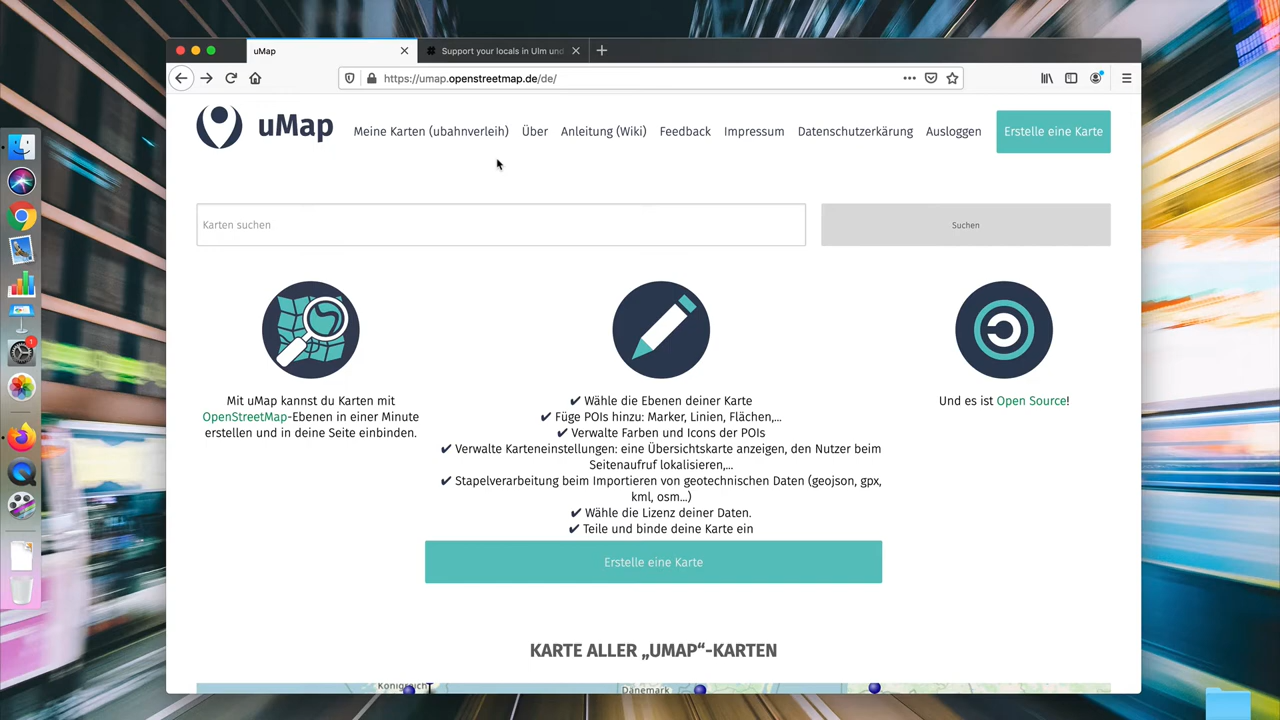 uMap
Support your locals in Ulm und
https://umap.openstreetmap.de/de/
uMap
Meine Karten (ubahnverleih)
Über
Anleitung (Wiki)
Feedback
Impressum
Datenschutzerkärung
Ausloggen
Erstelle eine Karte
Karten suchen
Suchen
Mit uMap kannst du Karten mit
OpenStreetMap-Ebenen in einer Minute
erstellen und in deine Seite einbinden.
✔ Wähle die Ebenen deiner Karte
✔ Füge POIs hinzu: Marker, Linien, Flächen,...
✔ Verwalte Farben und Icons der POIs
✔ Verwalte Karteneinstellungen: eine Übersichtskarte anzeigen, den Nutzer beim
Seitenaufruf lokalisieren,...
✔ Stapelverarbeitung beim Importieren von geotechnischen Daten (geojson, gpx,
kml, osm...)
✔ Wähle die Lizenz deiner Daten.
✔ Teile und binde deine Karte ein
Und es ist Open Source!
Erstelle eine Karte
KARTE ALLER „UMAP“-KARTEN
Königreich
Dänemark
1